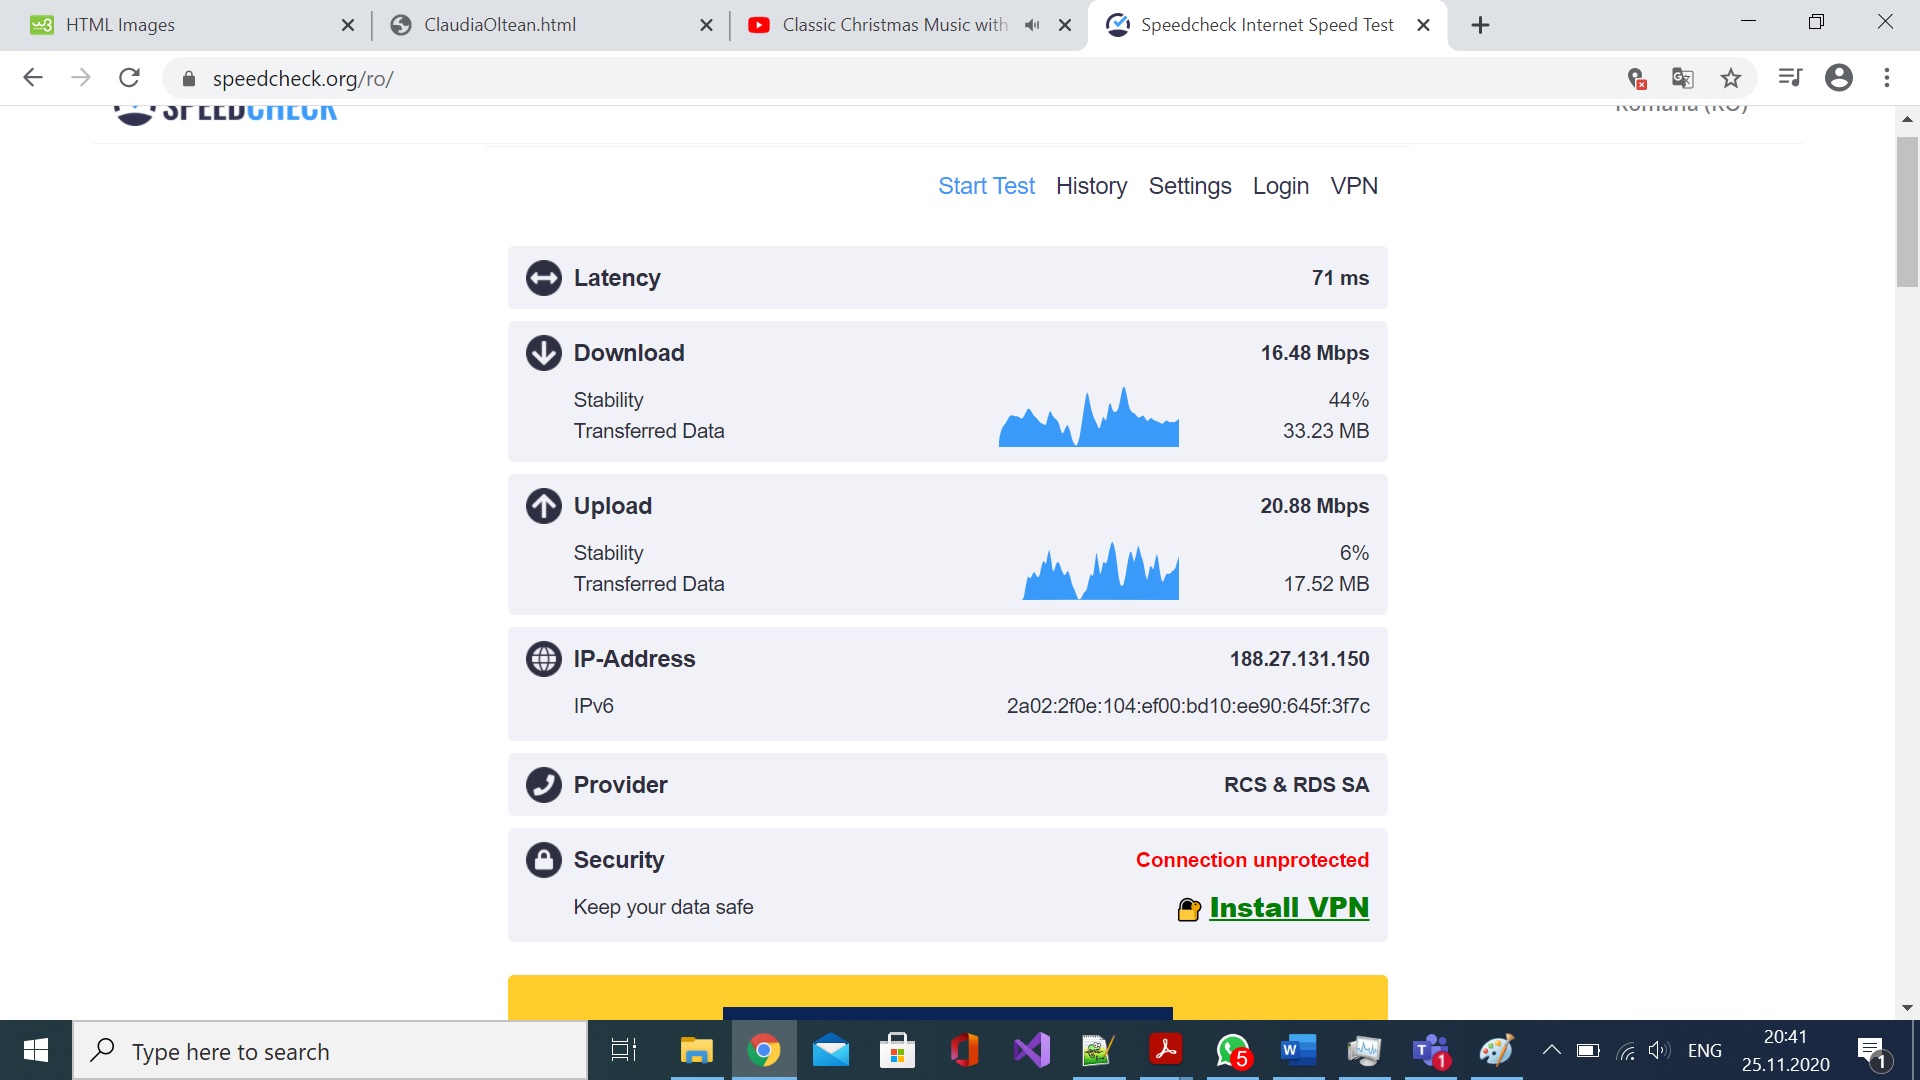 HTML Images
ClaudiaOltean.html
Classic Christmas Music with
Speedcheck Internet Speed Test
speedcheck.org/ro/
SPEEDCHECK
Română (RO)
Start Test History Settings Login VPN
Latency 71 ms
Download 16.48 Mbps
Stability 44%
Transferred Data 33.23 MB
Upload 20.88 Mbps
Stability 6%
Transferred Data 17.52 MB
IP-Address 188.27.131.150
IPv6 2a02:2f0e:104:ef00:bd10:ee90:645f:3f7c
Provider RCS & RDS SA
Security Connection unprotected
Keep your data safe Install VPN
Type here to search
5
1
ENG
20:41
25.11.2020
1